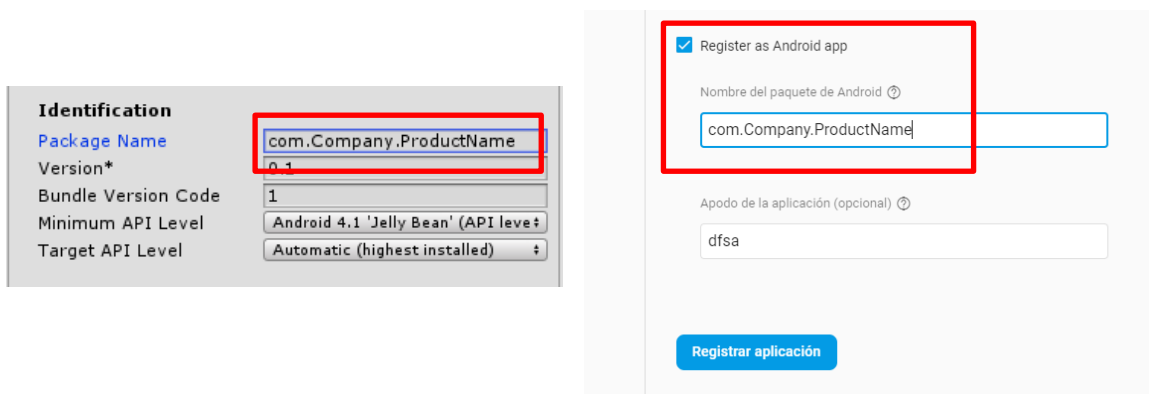 Identification
Package Name com.Company.ProductName
Version* 0.1
Bundle Version Code 1
Minimum API Level Android 4.1 'Jelly Bean' (API leve
Target API Level Automatic (highest installed)
Register as Android app
Nombre del paquete de Android
com.Company.ProductName
Apodo de la aplicación (opcional)
dfsa
Registrar aplicación